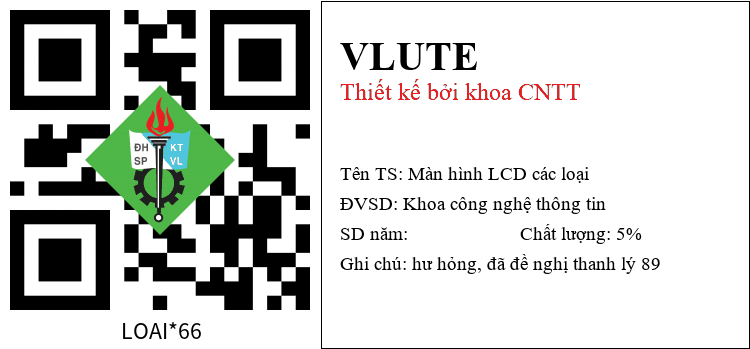 ĐH KT
SP VL
LOAI*66
VLUTE
Thiết kế bởi khoa CNTT
Tên TS: Màn hình LCD các loại
ĐVSD: Khoa công nghệ thông tin
SD năm: Chất lượng: 5%
Ghi chú: hư hỏng, đã đề nghị thanh lý 89